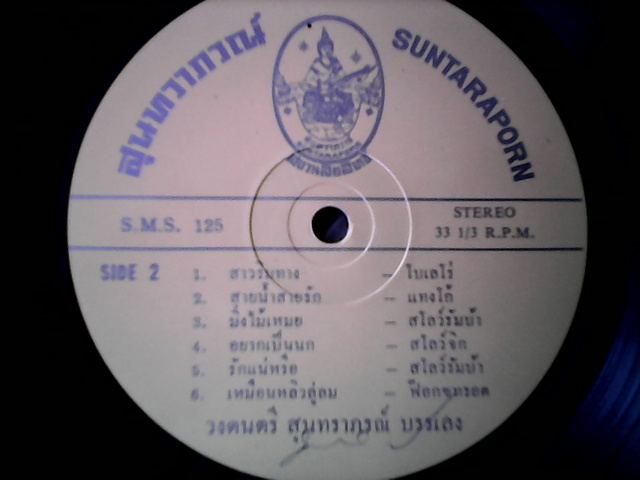 สุนทราภรณ์
SUNTARAPORN
S.M.S. 125
STEREO
33 1/3 R.P.M.
SIDE 2
1. สาวริมทาง – โบเลโร่
2. สายน้ำสายรัก – แทงโก้
3. มิ่งไม้เหมย – สโลว์รัมบ้า
4. อยากเป็นนก – สโลว์จิก
5. รักแน่หรือ – สโลว์รัมบ้า
6. เหมือนหลิวลู่ลม – ฟ็อกซทรอต
วงดนตรี สุนทราภรณ์ บรรเลง